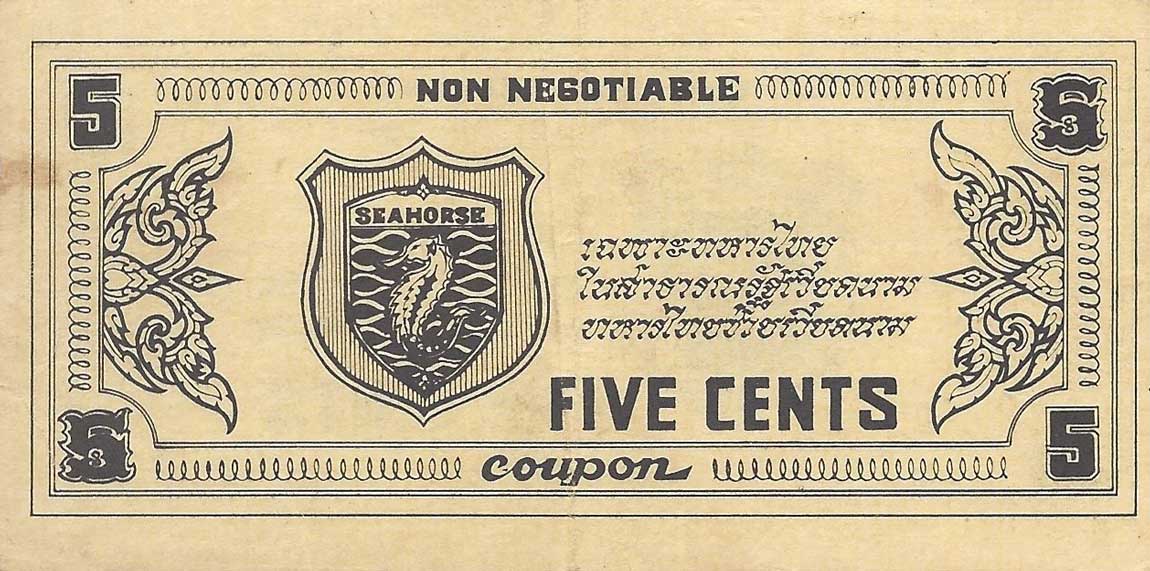 5 NON NEGOTIABLE 5
SEAHORSE
เฉพาะทหารไทย
ในสาธารณรัฐเวียดนาม
ทหารไทยช่วยเวียดนาม
FIVE CENTS
5 coupon 5